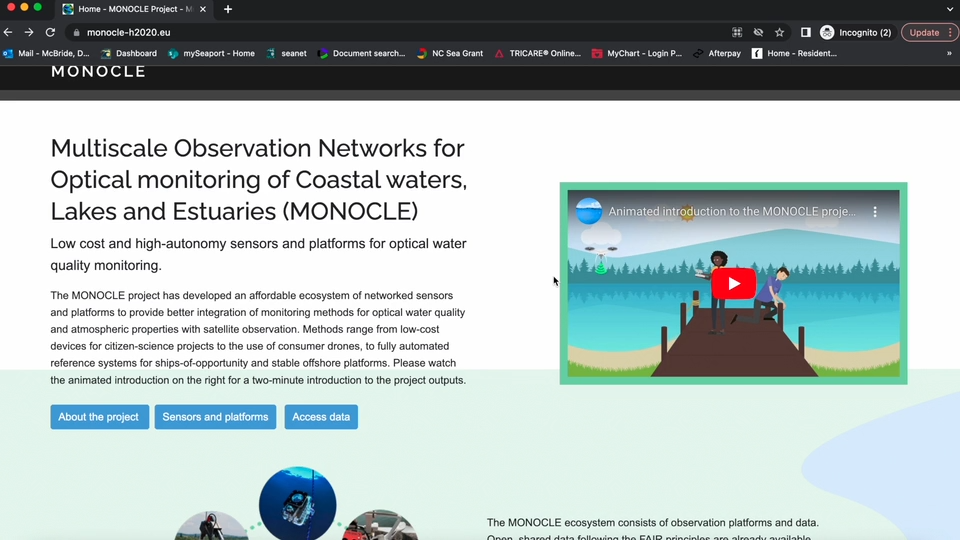 Home - MONOCLE Project - M
monocle-h2020.eu
Incognito (2)
Update
Mail - McBride, D...
Dashboard
mySeaport - Home
seanet
Document search...
NC Sea Grant
TRICARE® Online...
MyChart - Login P...
Afterpay
Home - Resident...
»
MONOCLE
Multiscale Observation Networks for
Optical monitoring of Coastal waters,
Lakes and Estuaries (MONOCLE)
Low cost and high-autonomy sensors and platforms for optical water
quality monitoring.
The MONOCLE project has developed an affordable ecosystem of networked sensors
and platforms to provide better integration of monitoring methods for optical water quality
and atmospheric properties with satellite observation. Methods range from low-cost
devices for citizen-science projects to the use of consumer drones, to fully automated
reference systems for ships-of-opportunity and stable offshore platforms. Please watch
the animated introduction on the right for a two-minute introduction to the project outputs.
Animated introduction to the MONOCLE proje...
About the project
Sensors and platforms
Access data
The MONOCLE ecosystem consists of observation platforms and data.
Open, shared data following the FAIR principles are already available